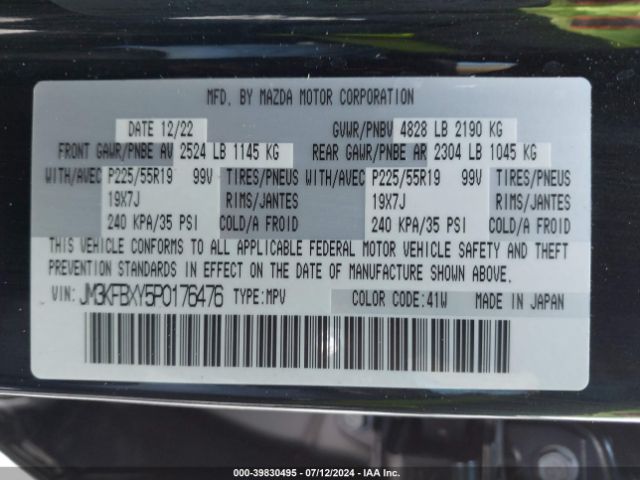 MFD. BY MAZDA MOTOR CORPORATION
DATE 12/22 GVWR/PNBV 4828 LB 2190 KG
FRONT GAWR/PNBE AV 2524 LB 1145 KG REAR GAWR/PNBE AR 2304 LB 1045 KG
WITH/AVEC P225/55R19 99V TIRES/PNEUS WITH/AVEC P225/55R19 99V TIRES/PNEUS
19X7J RIMS/JANTES 19X7J RIMS/JANTES
240 KPA/35 PSI COLD/A FROID 240 KPA/35 PSI COLD/A FROID
THIS VEHICLE CONFORMS TO ALL APPLICABLE FEDERAL MOTOR VEHICLE SAFETY AND THEFT
PREVENTION STANDARDS IN EFFECT ON THE DATE OF MANUFACTURE SHOWN ABOVE.
VIN: JM3KFBXY5P0176476 TYPE:MPV COLOR CODE:41W MADE IN JAPAN
000-39830495 - 07/12/2024 - IAA Inc.